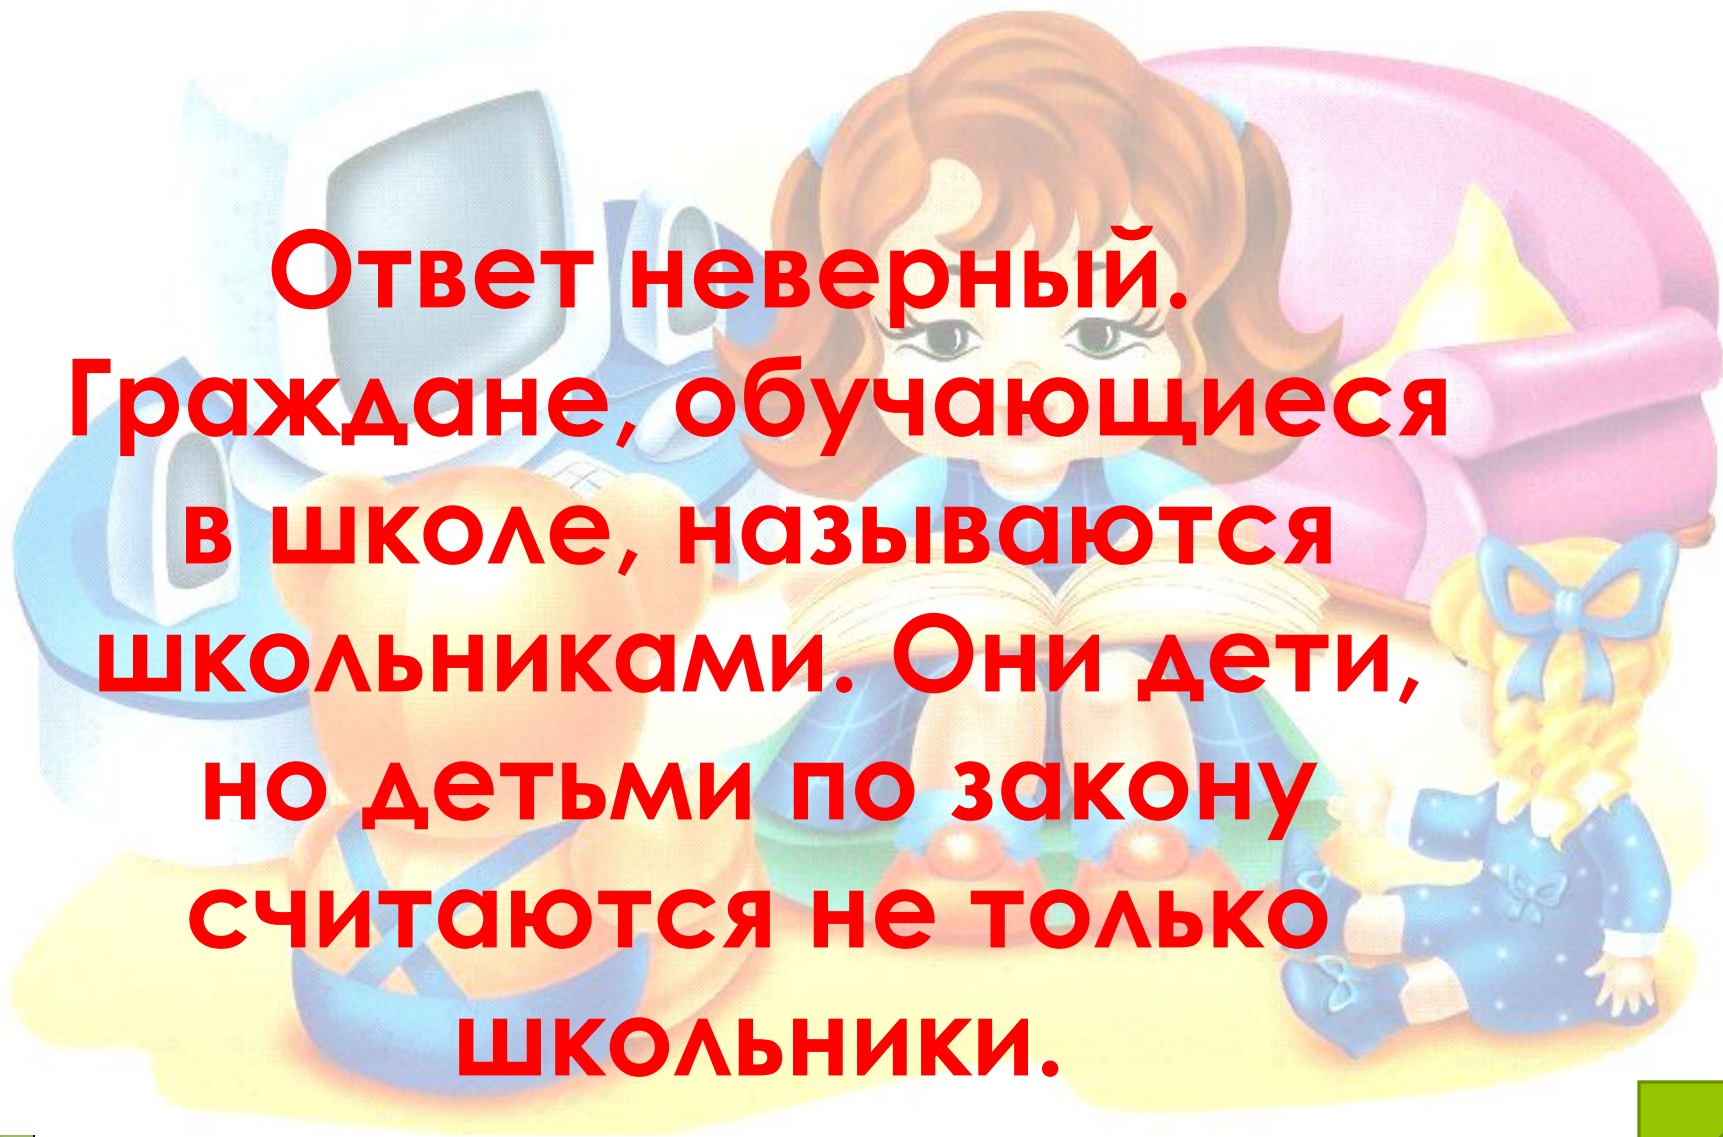 Ответ неверный.
Граждане, обучающиеся
в школе, называются
школьниками. Они дети,
но детьми по закону
считаются не только
школьники.